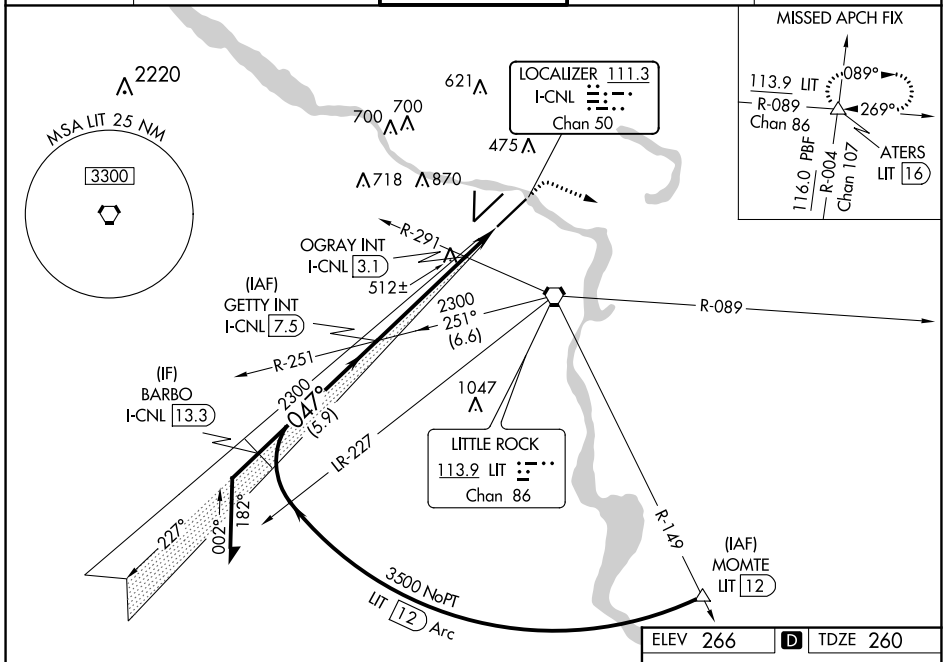 MISSED APCH FIX
113.9 LIT
R-089
Chan 86
089°
269°
116.0 PBF
R-004
Chan 107
ATERS
LIT 16
2220
MSA LIT 25 NM
3300
621
700
700
475
718
870
LOCALIZER 111.3
I-CNL
Chan 50
R-291
OGRAY INT
I-CNL 3.1
512±
(IAF)
GETTY INT
I-CNL 7.5
2300
251°
(6.6)
R-089
R-251
(IF)
BARBO
I-CNL 13.3
2300
047°
(5.9)
1047
LR-227
LITTLE ROCK
113.9 LIT
Chan 86
227°
002°
182°
R-149
(IAF)
MOMTE
LIT 12
3500 NoPT
LIT 12 Arc
ELEV 266 D TDZE 260